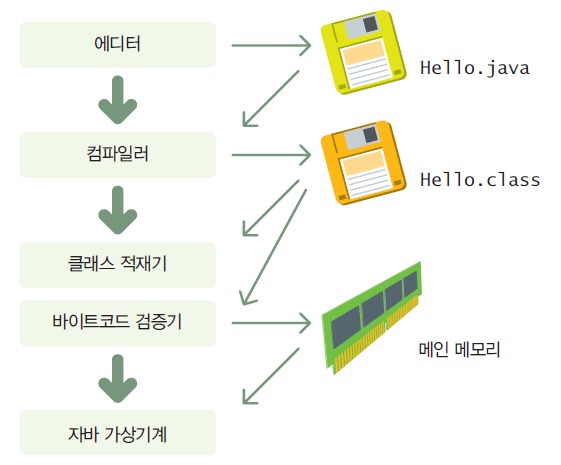 에디터
Hello.java
컴파일러
Hello.class
클래스 적재기
바이트코드 검증기
메인 메모리
자바 가상기계